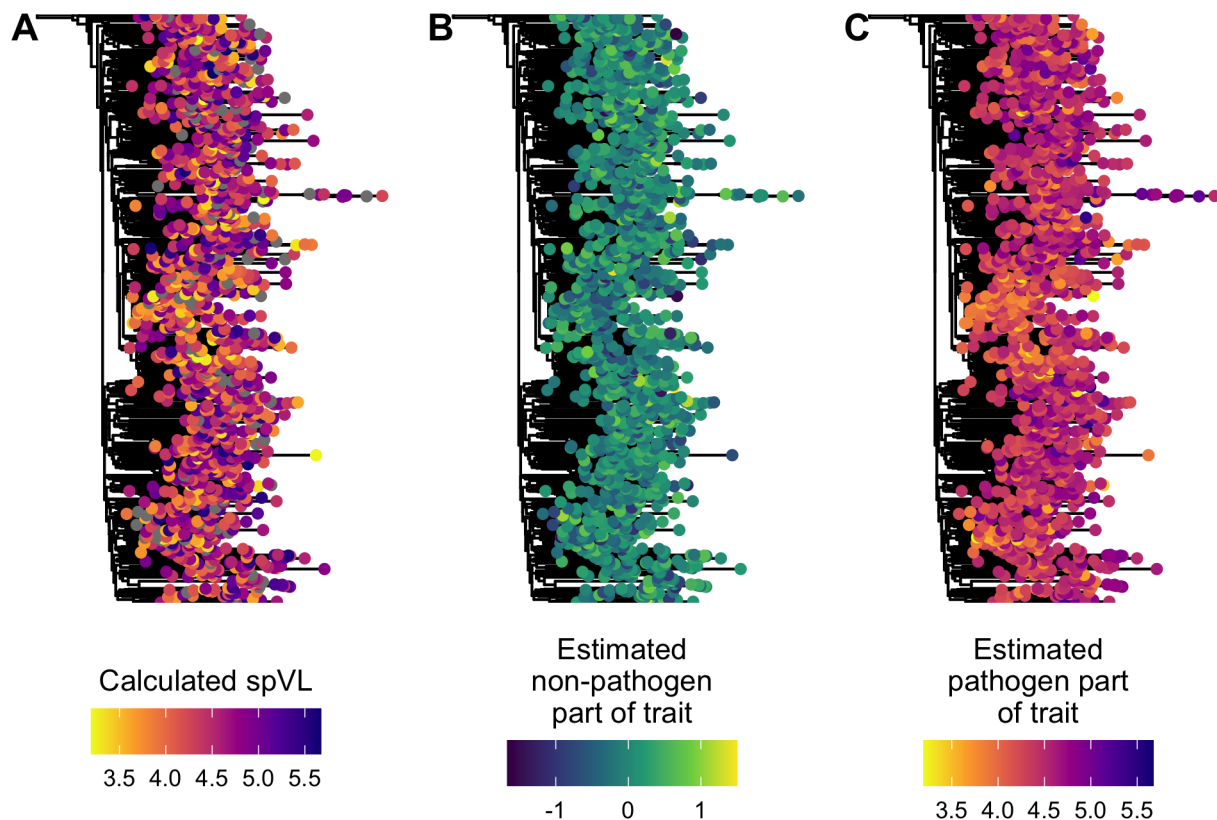 A
B
C
Calculated spVL
3.5 4.0 4.5 5.0 5.5
Estimated
non-pathogen
part of trait
-1 0 1
Estimated
pathogen part
of trait
3.5 4.0 4.5 5.0 5.5